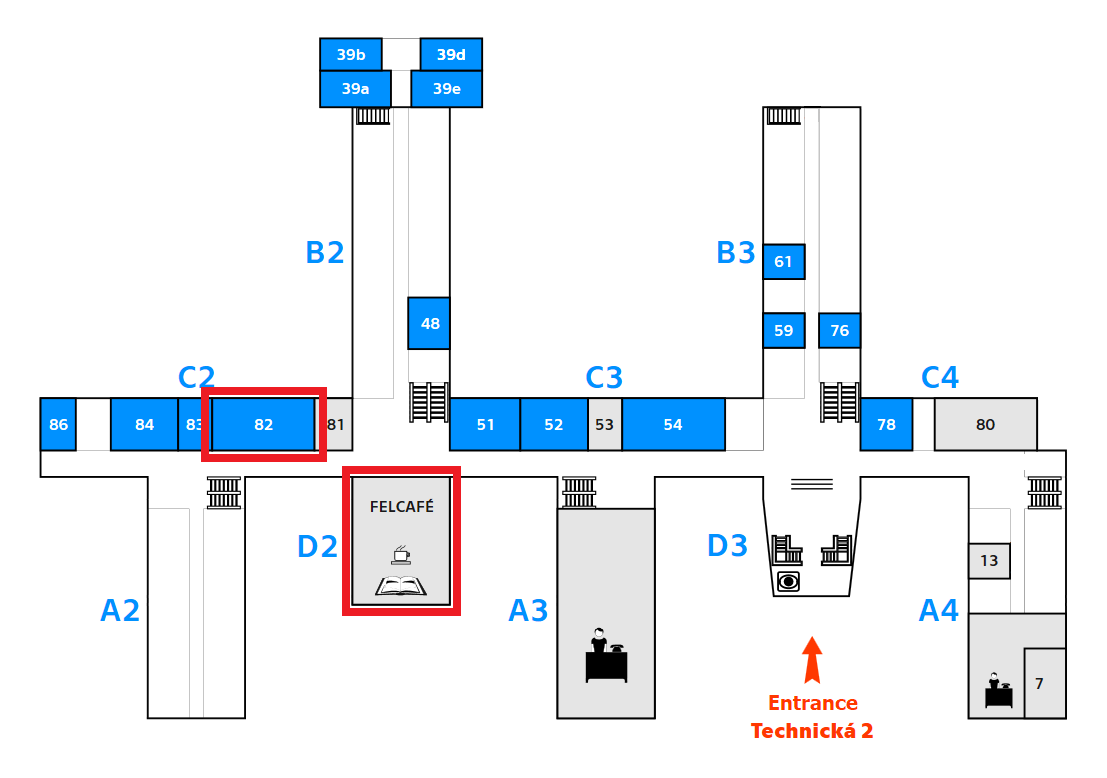 39b
39d
39a
39e
B2
B3
61
48
59
76
C2
C3
C4
86
84
83
82
81
51
52
53
54
78
80
FELCAFÉ
D2
D3
13
A2
A3
A4
7
Entrance
Technická 2